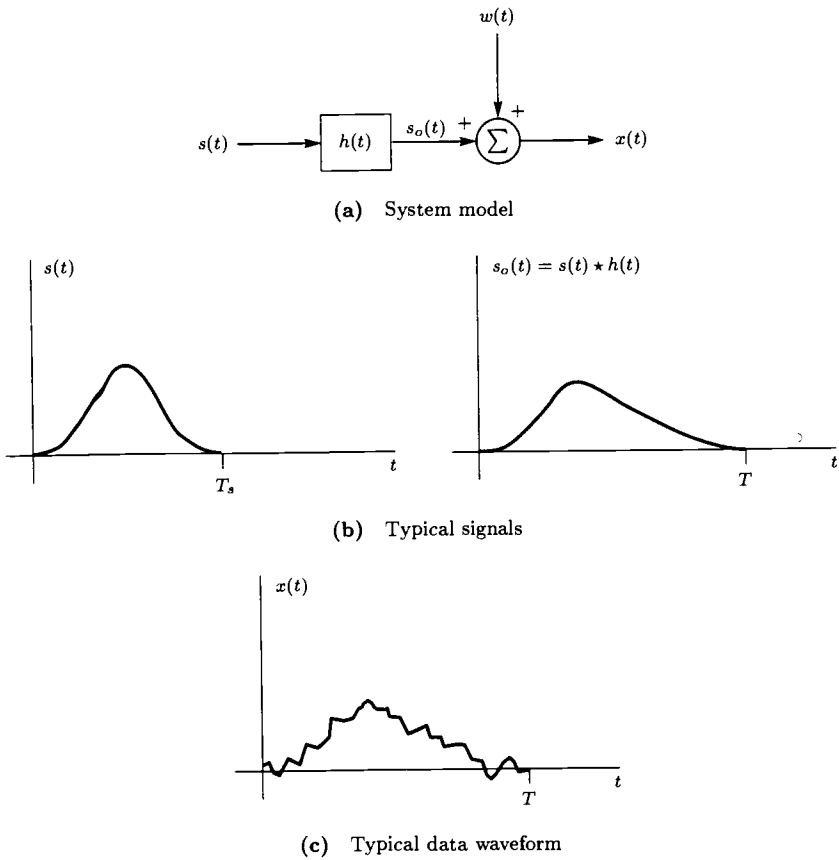 w(t)
+
s(t) h(t) s_o(t) + Σ x(t)
(a) System model
s(t)
s_o(t) = s(t) ⋆ h(t)
T_s t
T t
(b) Typical signals
x(t)
T t
(c) Typical data waveform